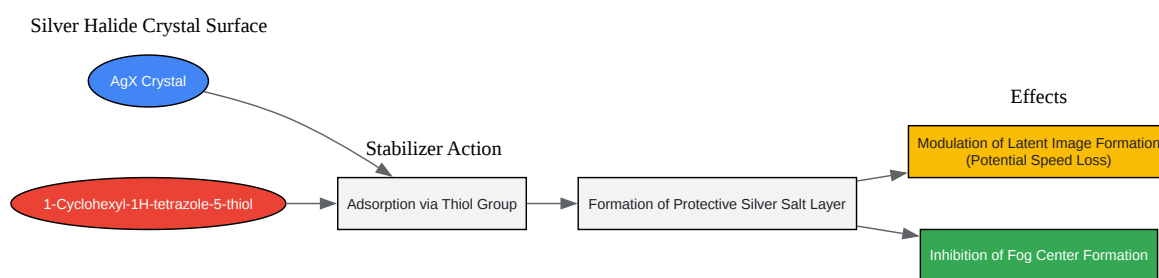 Silver Halide Crystal Surface
AgX Crystal
1-Cyclohexyl-1H-tetrazole-5-thiol
Stabilizer Action
Adsorption via Thiol Group
Formation of Protective Silver Salt Layer
Effects
Modulation of Latent Image Formation
(Potential Speed Loss)
Inhibition of Fog Center Formation